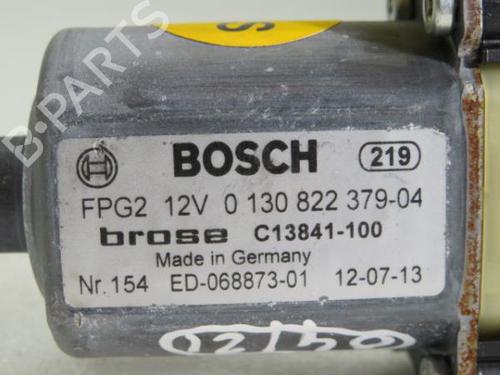 S
BOSCH 219
FPG2 12V 0 130 822 379-04
brose C13841-100
Made in Germany
Nr. 154 ED-068873-01 12-07-13
B-PARTS